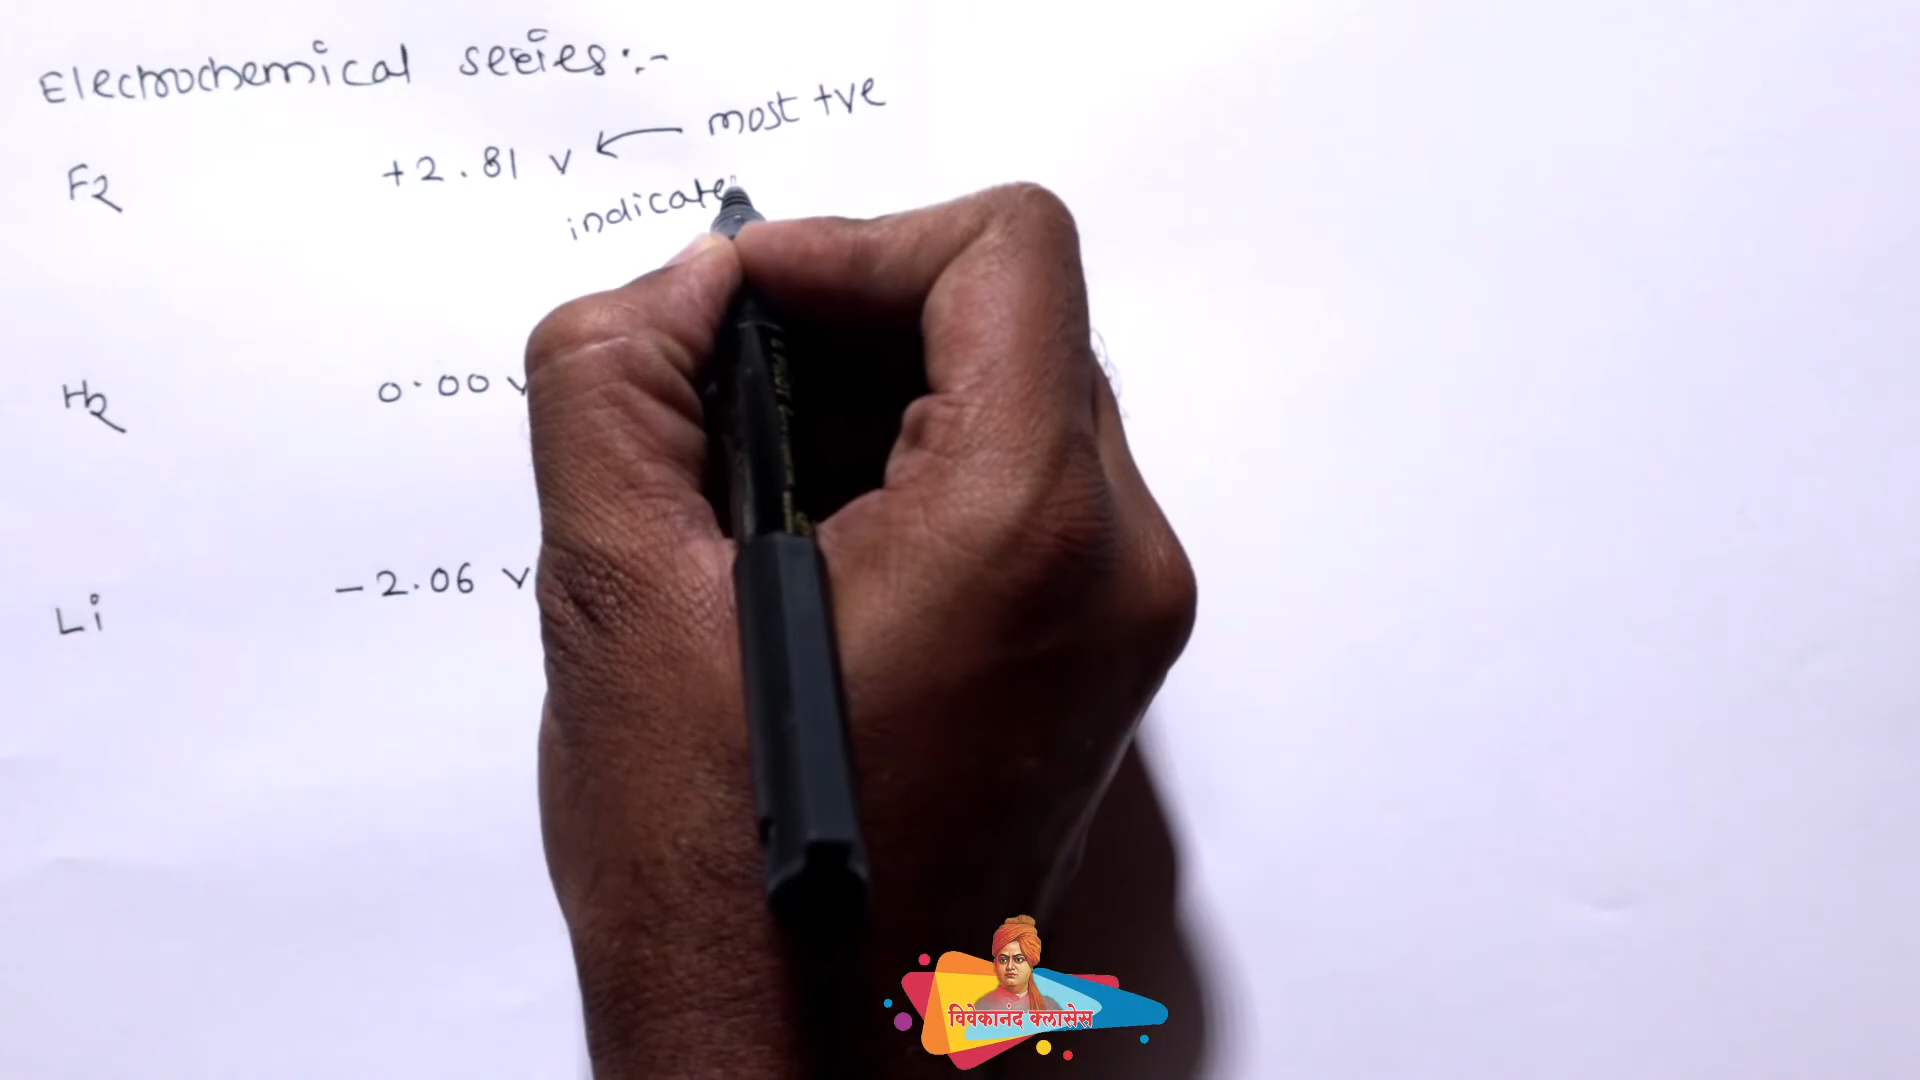 Electrochemical series:-
F2 +2.81 v ← most +ve
indicate
H2 0.00 v
Li -2.06 v
विवेकानंद क्लासेस